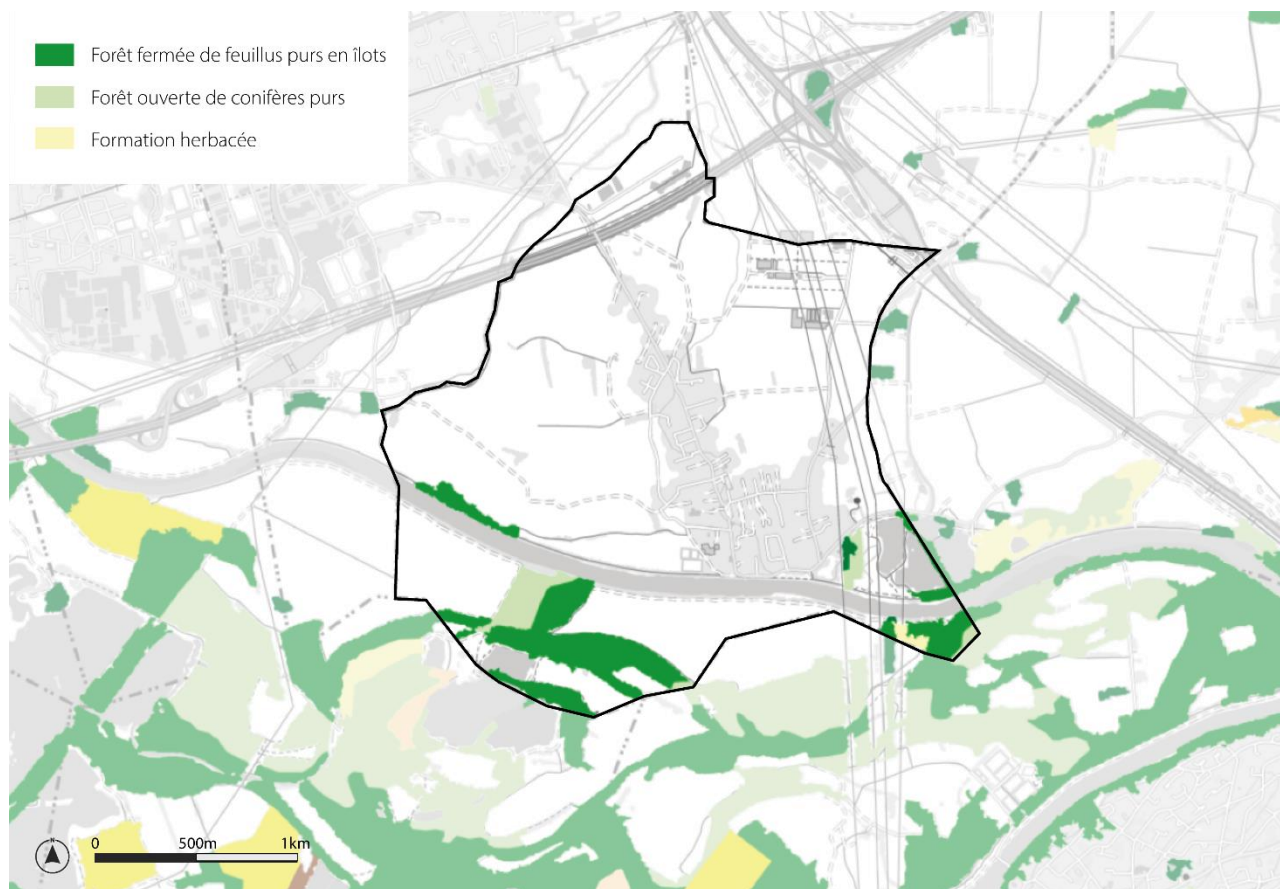 Forêt fermée de feuillus purs en îlots
Forêt ouverte de conifères purs
Formation herbacée
N
0 500m 1km